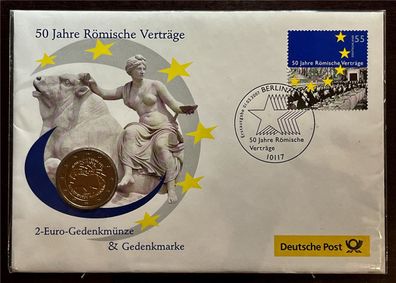 50 Jahre Römische Verträge
55
50 Jahre Römische Verträge
BERLIN
50 Jahre Römische
Verträge
10117
2-Euro-Gedenkmünze
& Gedenkmarke
Deutsche Post